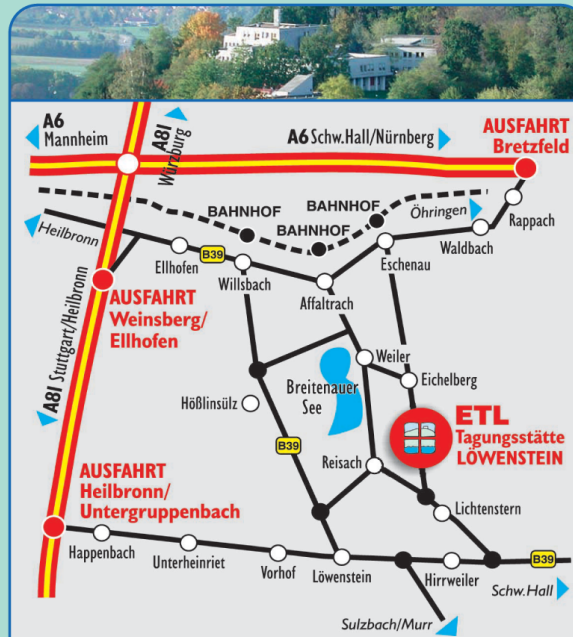 A6
Mannheim
A81
Würzburg
A6 Schw.Hall/Nürnberg
AUSFAHRT
Bretzfeld
BAHNHOF
BAHNHOF
BAHNHOF
Öhringen
Rappach
Waldbach
Heilbronn
Ellhofen
B39
Willsbach
Eschenau
Affaltrach
AUSFAHRT
Weinsberg/
Ellhofen
A81 Stuttgart/Heilbronn
Weiler
Eichelberg
Breitenauer
See
Hößlinsülz
B39
ETL
Tagungsstätte
LÖWENSTEIN
Reisach
AUSFAHRT
Heilbronn/
Untergruppenbach
Lichtenstern
Happenbach
Unterheinriet
Vorhof
Löwenstein
Hirrweiler
B39
Schw.Hall
Sulzbach/Murr